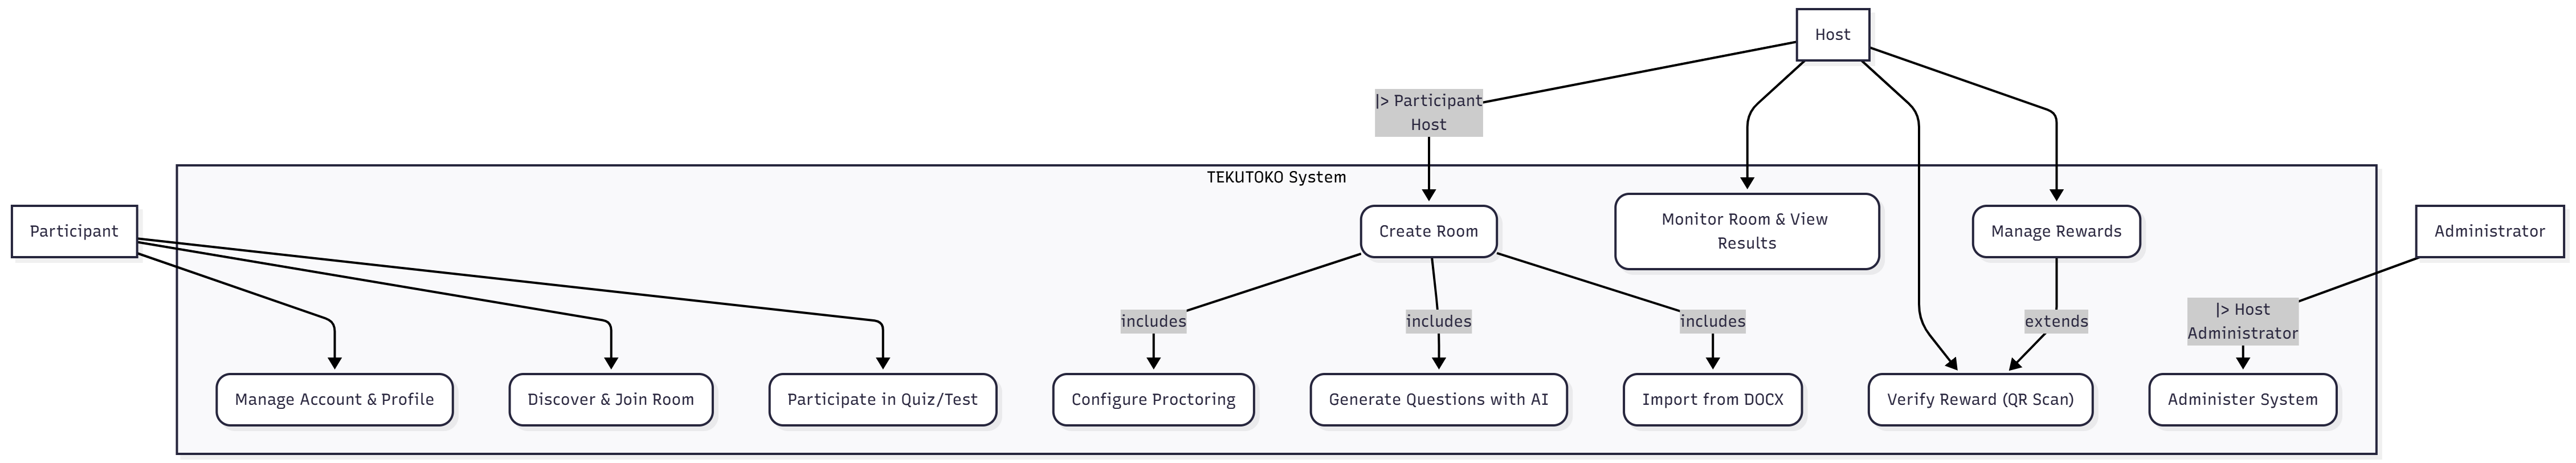 Host
|> Participant
Host
TEKUTOKO System
Participant
Create Room
Monitor Room & View
Results
Manage Rewards
Administrator
includes
includes
includes
extends
|> Host
Administrator
Manage Account & Profile
Discover & Join Room
Participate in Quiz/Test
Configure Proctoring
Generate Questions with AI
Import from DOCX
Verify Reward (QR Scan)
Administer System